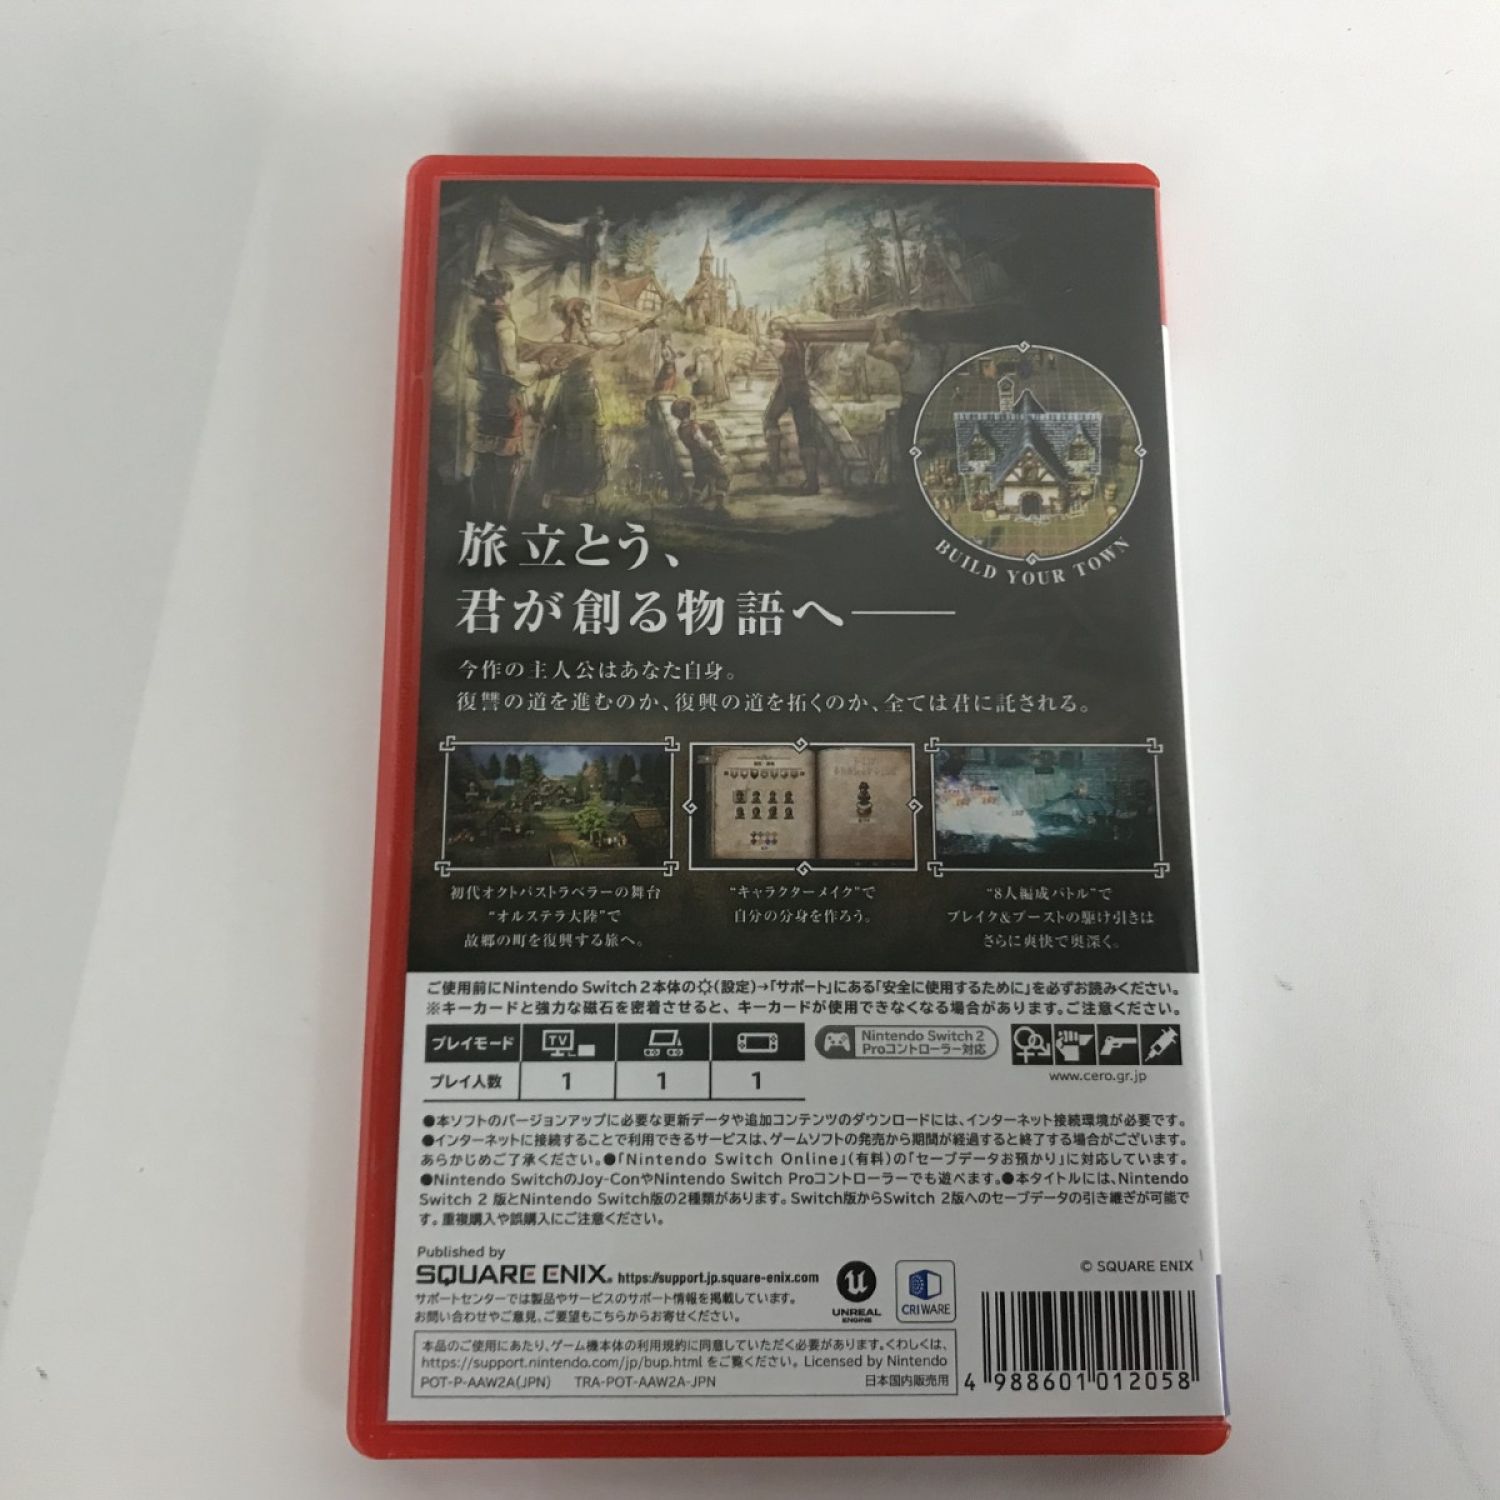 BUILD YOUR TOWN
旅立とう、
君が創る物語へ――
今作の主人公はあなた自身。
復讐の道を進むのか、復興の道を拓くのか、全ては君に託される。
初代オクトパストラベラーの舞台
“オルステラ大陸”で
故郷の町を復興する旅へ。
“キャラクターメイク”で
自分の分身を作ろう。
“8人編成バトル”で
ブレイク&ブーストの駆け引きは
さらに爽快で奥深く。
ご使用前にNintendo Switch 2本体の(設定)→「サポート」にある「安全に使用するために」を必ずお読みください。
※キーカードと強力な磁石を密着させると、キーカードが使用できなくなる場合があります。ご注意ください。
プレイモード TV
プレイ人数 1 1 1
Nintendo Switch 2
Proコントローラー対応
www.cero.gr.jp
●本ソフトのバージョンアップに必要な更新データや追加コンテンツのダウンロードには、インターネット接続環境が必要です。
●インターネットに接続することで利用できるサービスは、ゲームソフトの発売から期間が経過すると終了する場合がございます。
あらかじめご了承ください。●「Nintendo Switch Online」(有料)の「セーブデータお預かり」に対応しています。
●Nintendo SwitchのJoy-ConやNintendo Switch Proコントローラーでも遊べます。●本タイトルには、Nintendo
Switch 2 版とNintendo Switch版の2種類があります。Switch版からSwitch 2版へのセーブデータの引き継ぎが可能で
す。重複購入や誤購入にご注意ください。
Published by
SQUARE ENIX. https://support.jp.square-enix.com
サポートセンターでは製品やサービスのサポート情報を掲載しています。
お問い合わせやご意見、ご要望もこちらからお寄せください。
UNREAL
ENGINE
CRIWARE
© SQUARE ENIX
本品のご使用にあたり、ゲーム機本体の利用規約に同意していただく必要があります。くわしくは、
https://support.nintendo.com/jp/bup.html をご覧ください。 Licensed by Nintendo
POT-P-AAW2A(JPN) TRA-POT-AAW2A-JPN 日本国内販売用
4 988601 012058